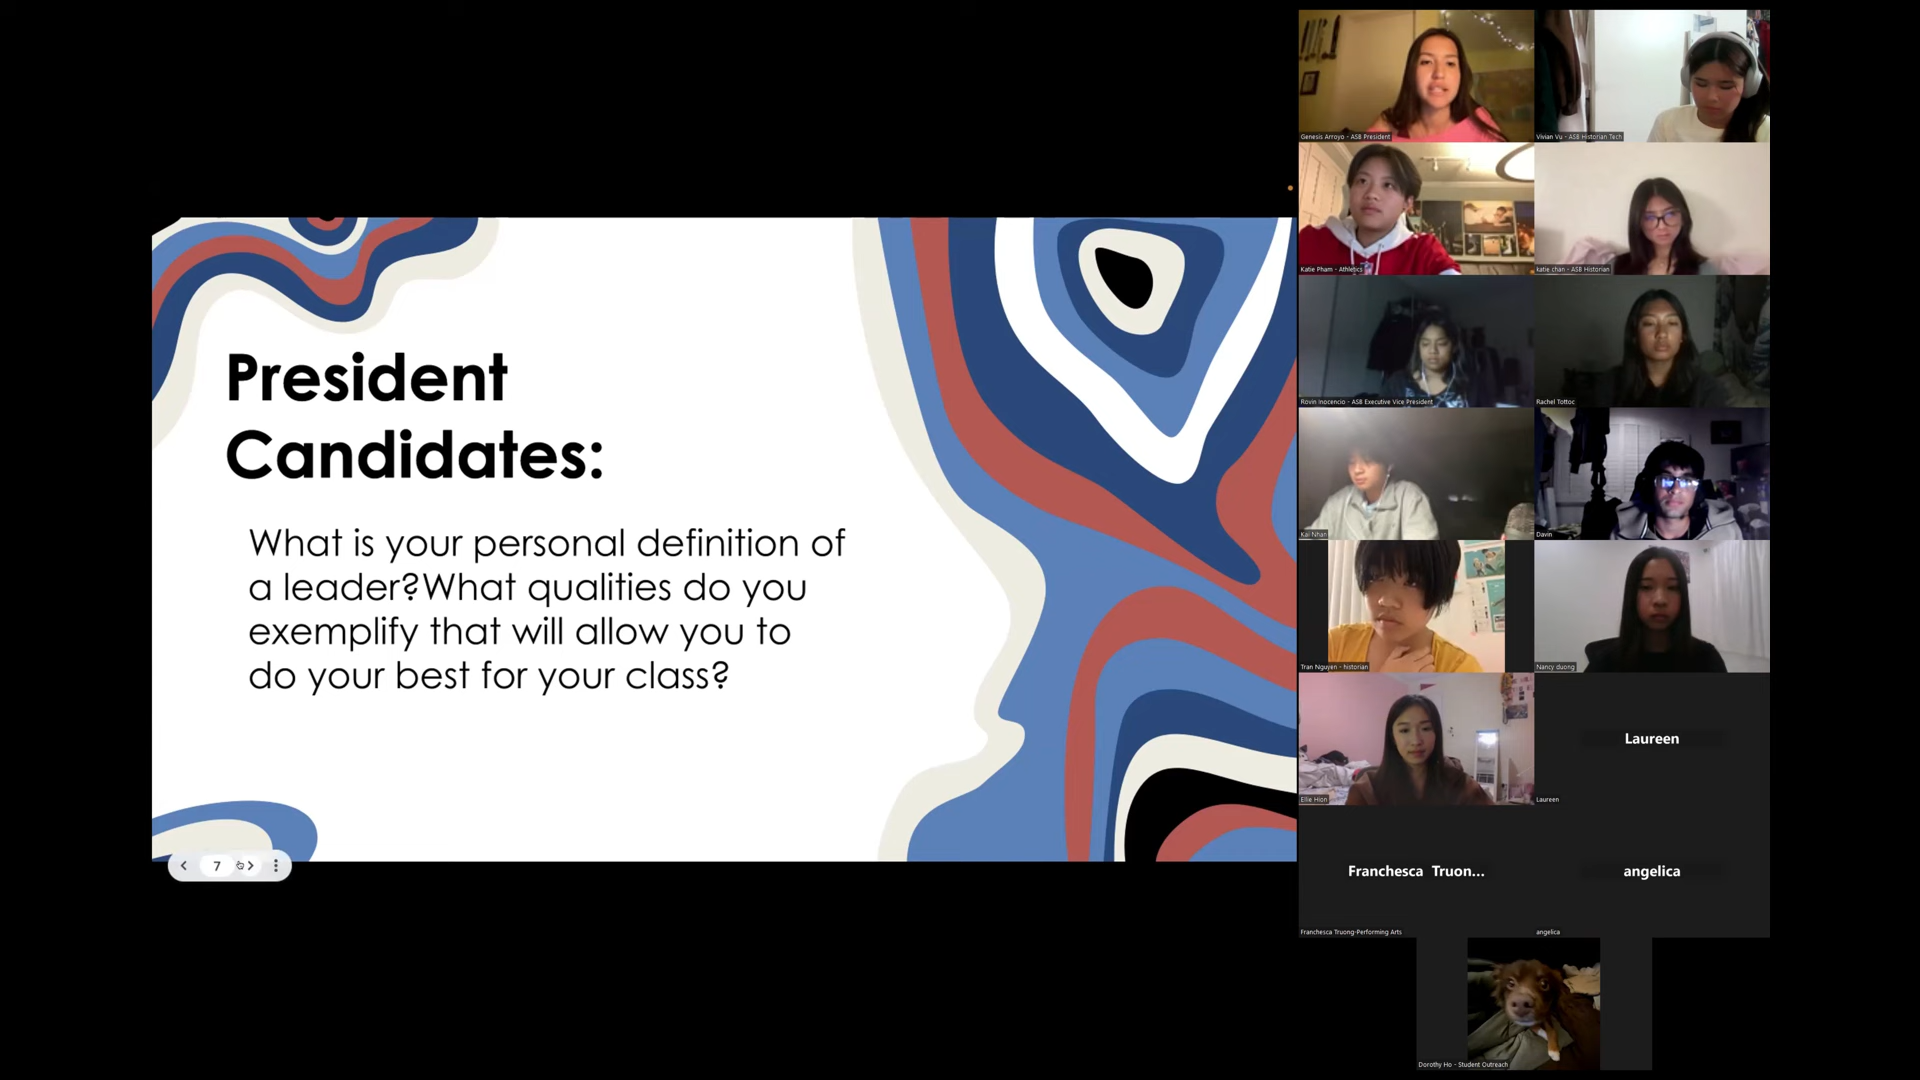 President
Candidates:
What is your personal definition of
a leader?What qualities do you
exemplify that will allow you to
do your best for your class?
7
Genesis Arroyo - ASB President
Vivian Vu - ASB Historian Tech
Katie Pham - Athletics
katie chan - ASB Historian
Rovin Inocencio - ASB Executive Vice President
Rachel Tottoc
Kai Nhan
Davin
Tran Nguyen - historian
Nancy duong
Ellie Hion
Laureen
Laureen
Franchesca Truon...
angelica
Franchesca Truong-Performing Arts
angelica
Dorothy Ho - Student Outreach